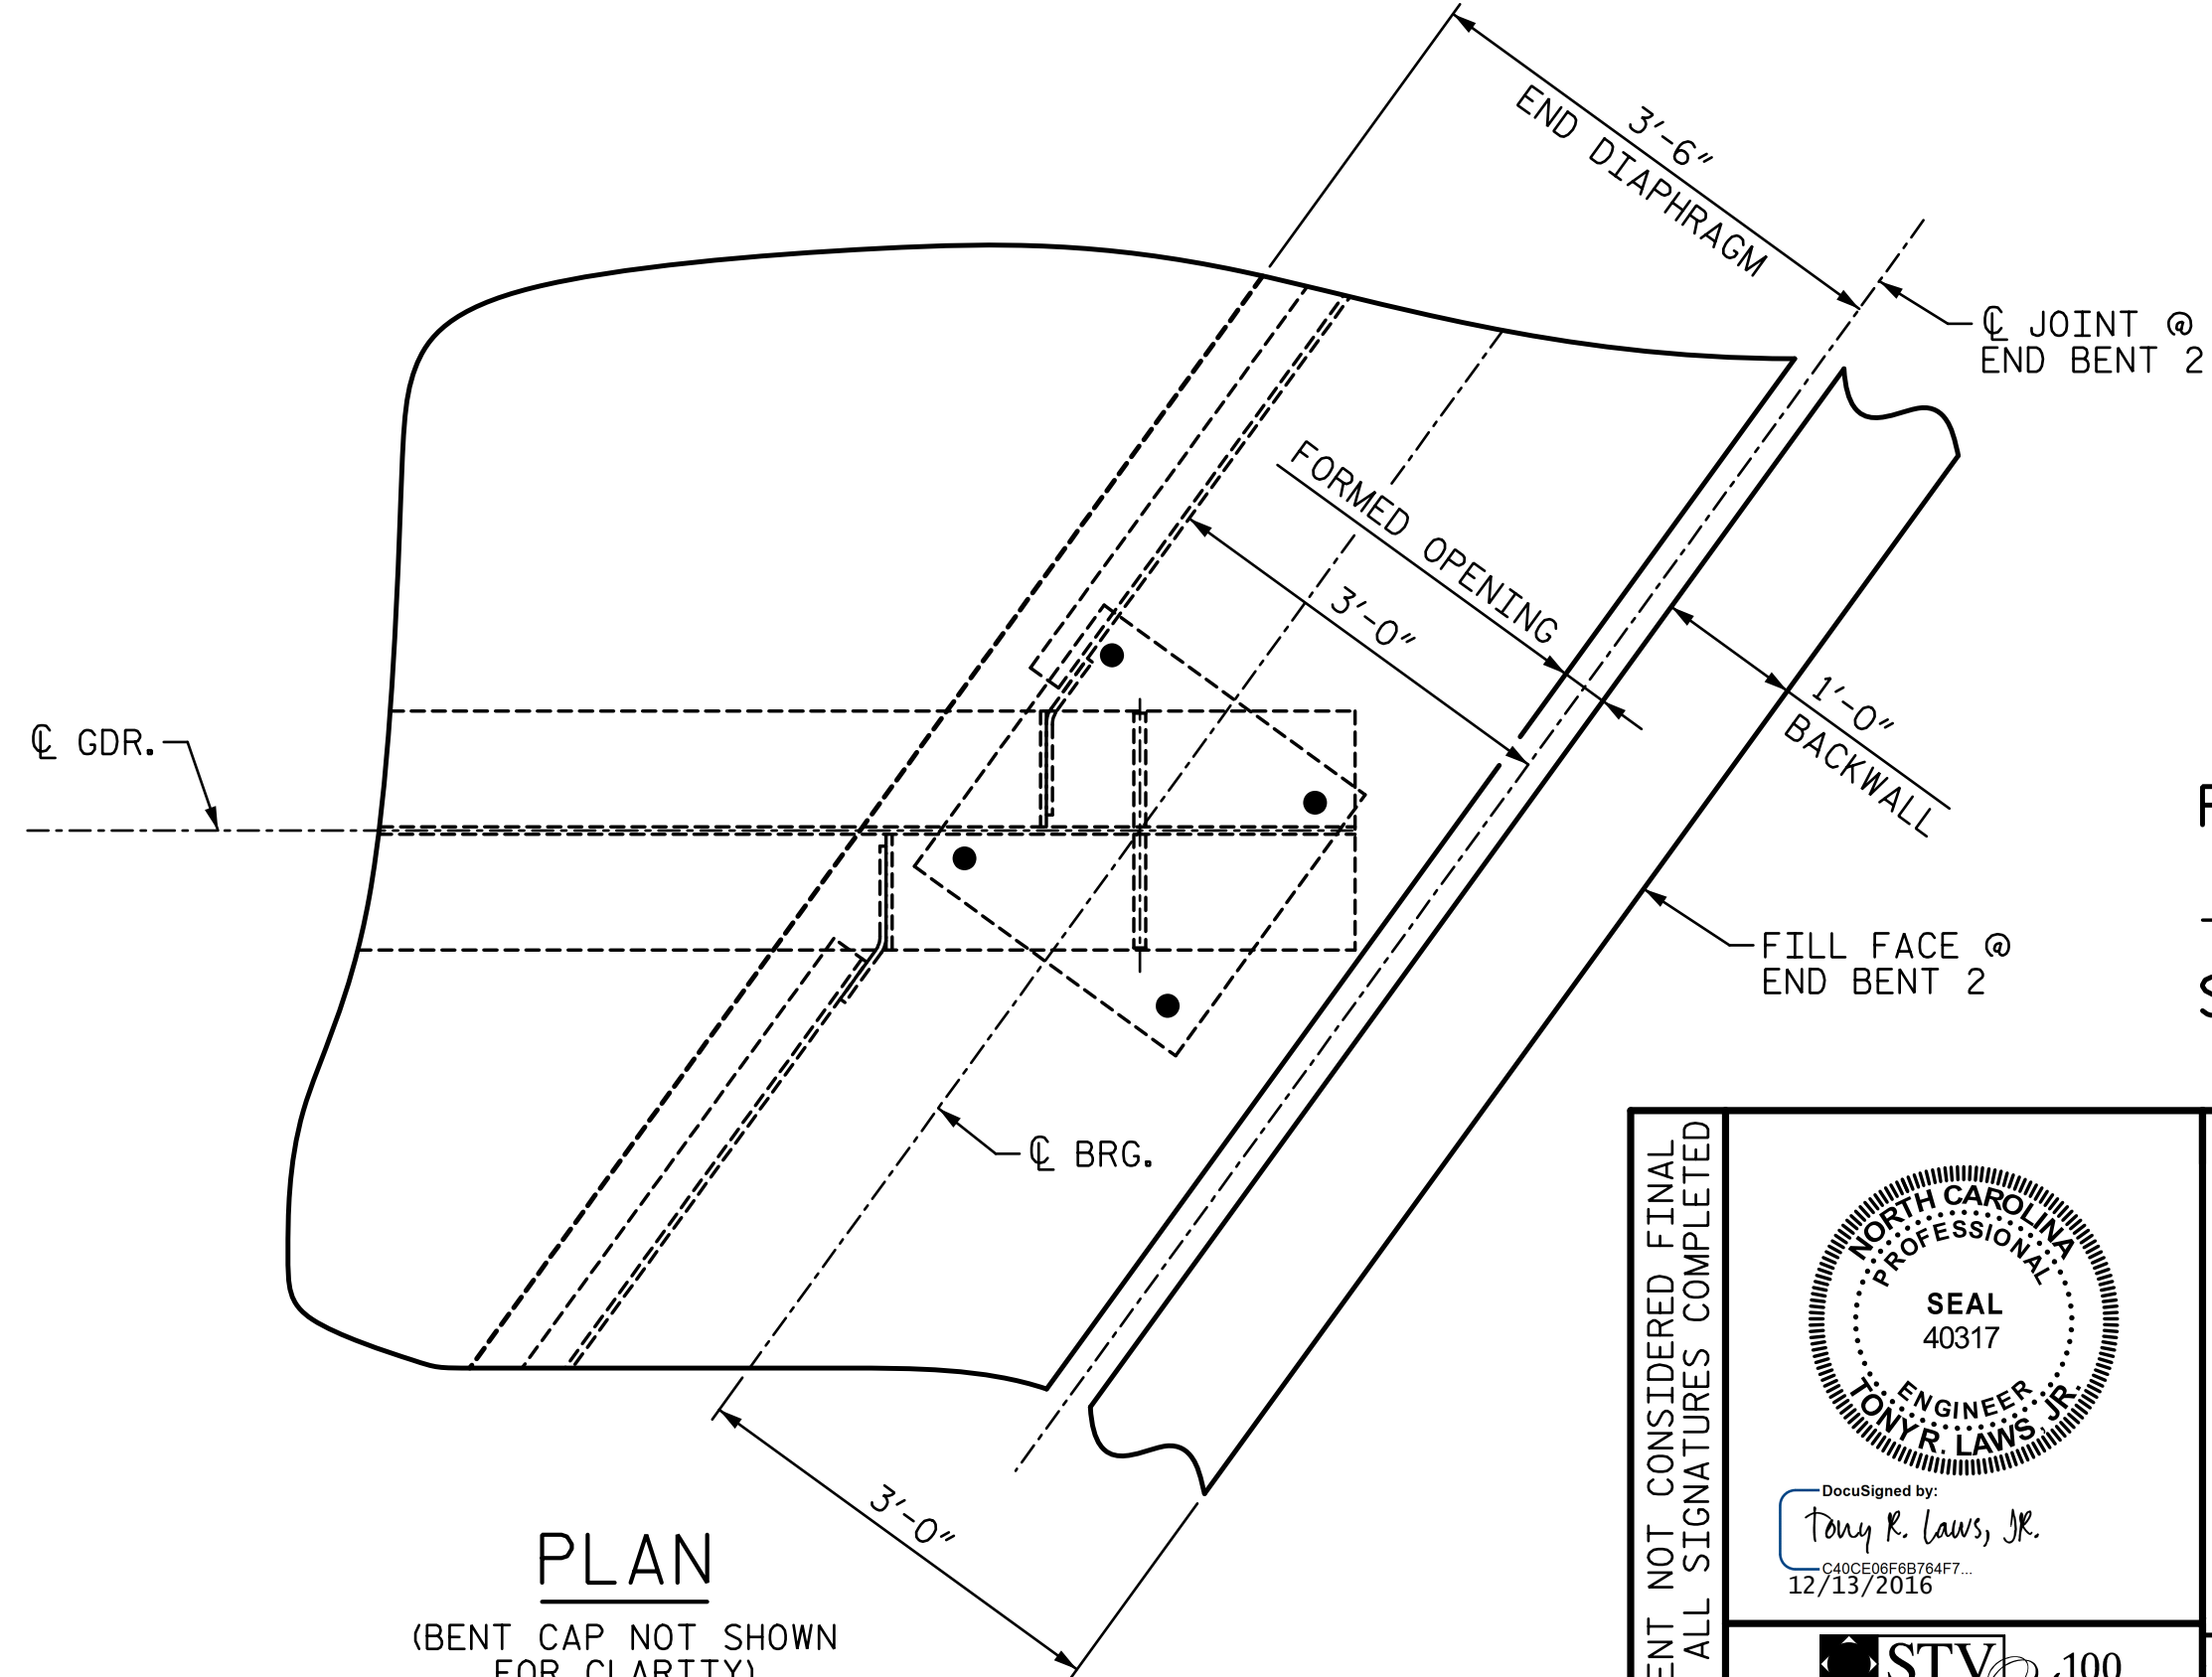 3'-6"
END DIAPHRAGM
℄ JOINT @
END BENT 2
FORMED OPENING
3'-0"
1'-0"
BACKWALL
℄ GDR.
FILL FACE @
END BENT 2
℄ BRG.
3'-0"
PLAN
(BENT CAP NOT SHOWN
FOR CLARITY)
NOT CONSIDERED FINAL
ALL SIGNATURES COMPLETED
NORTH CAROLINA
PROFESSIONAL
SEAL
40317
ENGINEER
TONY R. LAWS, JR.
DocuSigned by:
Tony R. Laws, JR.
C40CE06F6B764F7...
12/13/2016
STV
100